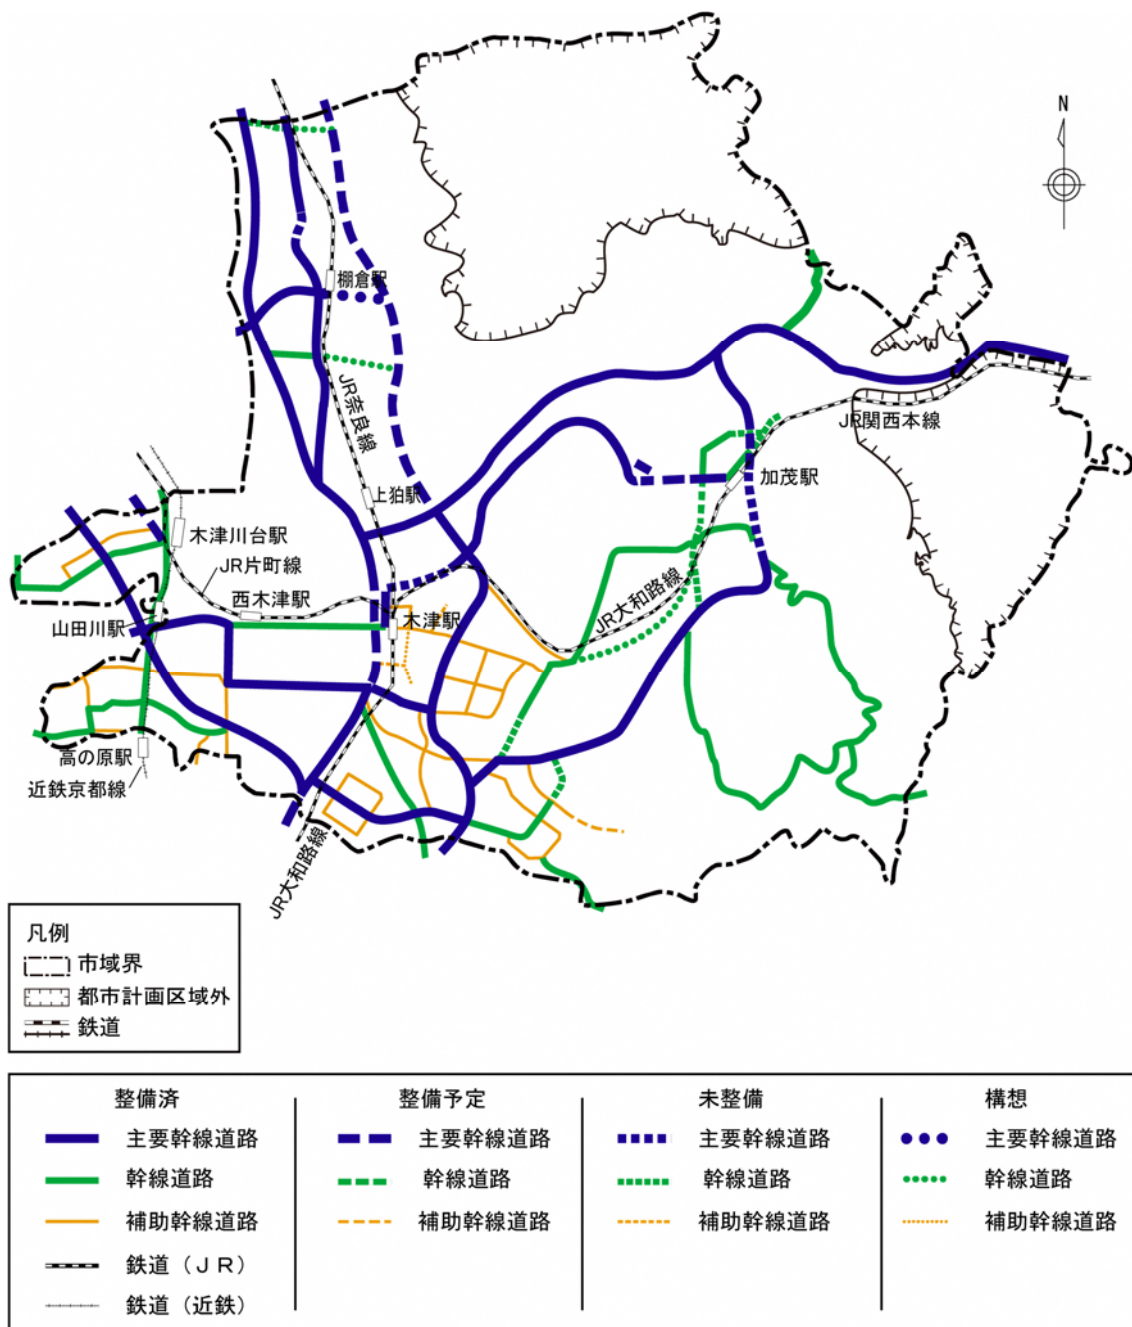 N
棚倉駅
JR奈良線
JR関西本線
加茂駅
上狛駅
木津川台駅
JR片町線
西木津駅
JR大和路線
山田川駅
木津駅
高の原駅
近鉄京都線
JR大和路線
凡例
市域界
都市計画区域外
鉄道
整備済
主要幹線道路
幹線道路
補助幹線道路
鉄道（ＪＲ）
鉄道（近鉄）
整備予定
主要幹線道路
幹線道路
補助幹線道路
未整備
主要幹線道路
幹線道路
補助幹線道路
構想
主要幹線道路
幹線道路
補助幹線道路